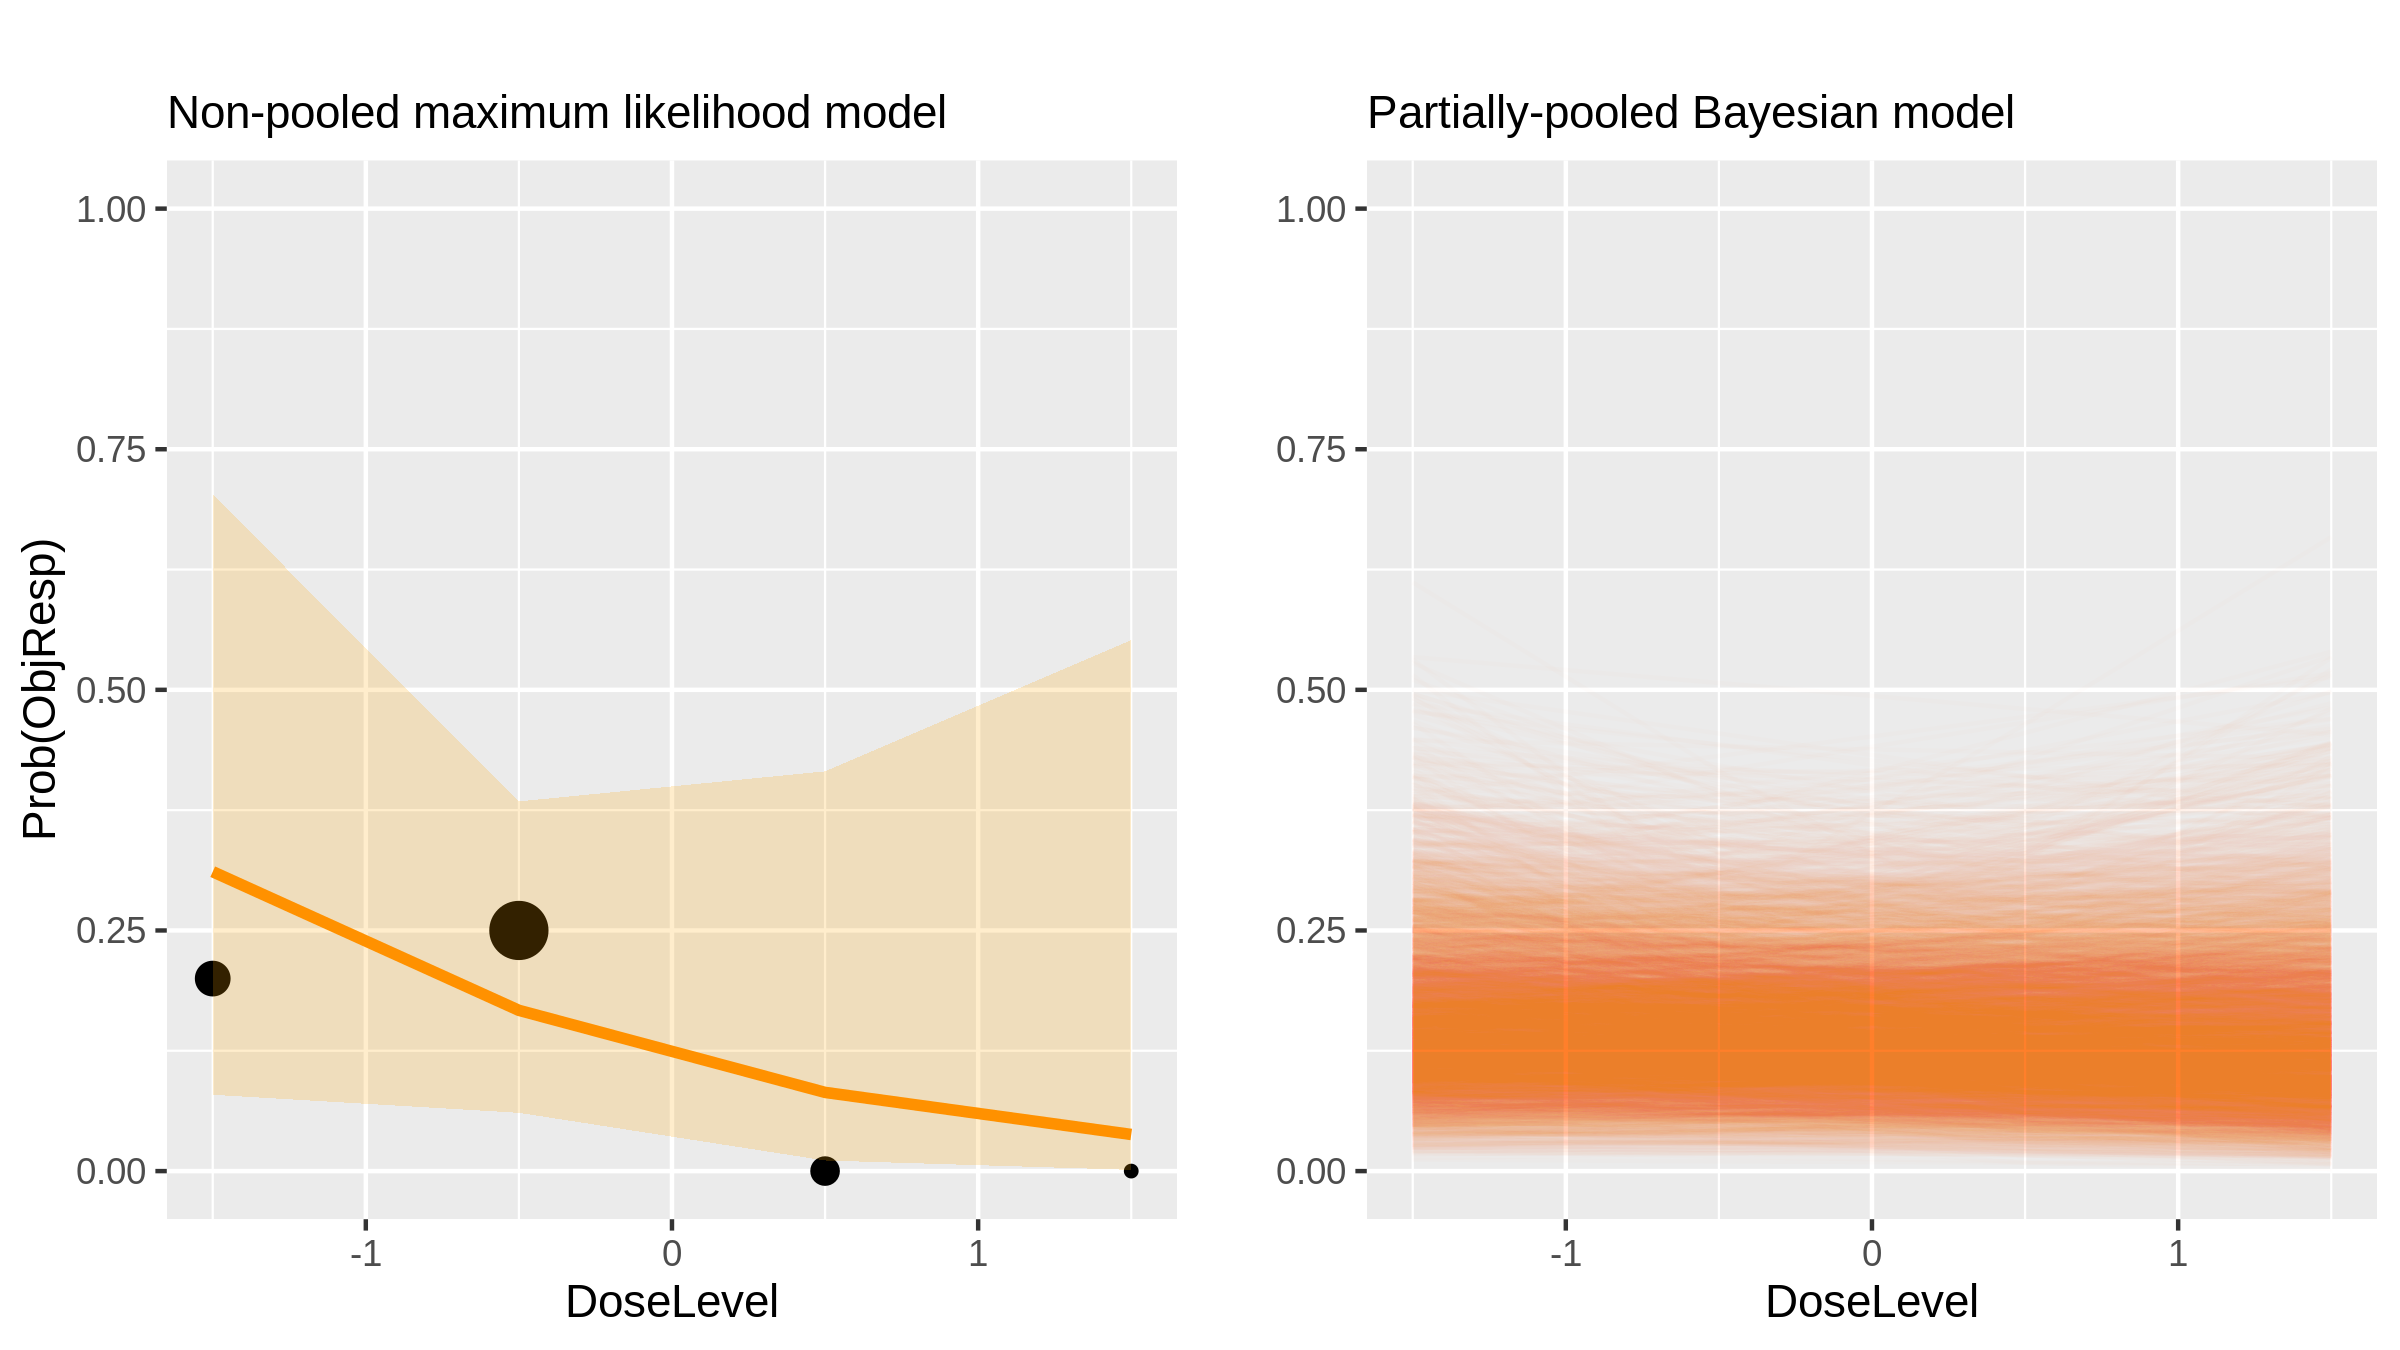 Non-pooled maximum likelihood model
Prob(ObjResp)
1.00
0.75
0.50
0.25
0.00
-1 0 1
DoseLevel
Partially-pooled Bayesian model
1.00
0.75
0.50
0.25
0.00
-1 0 1
DoseLevel